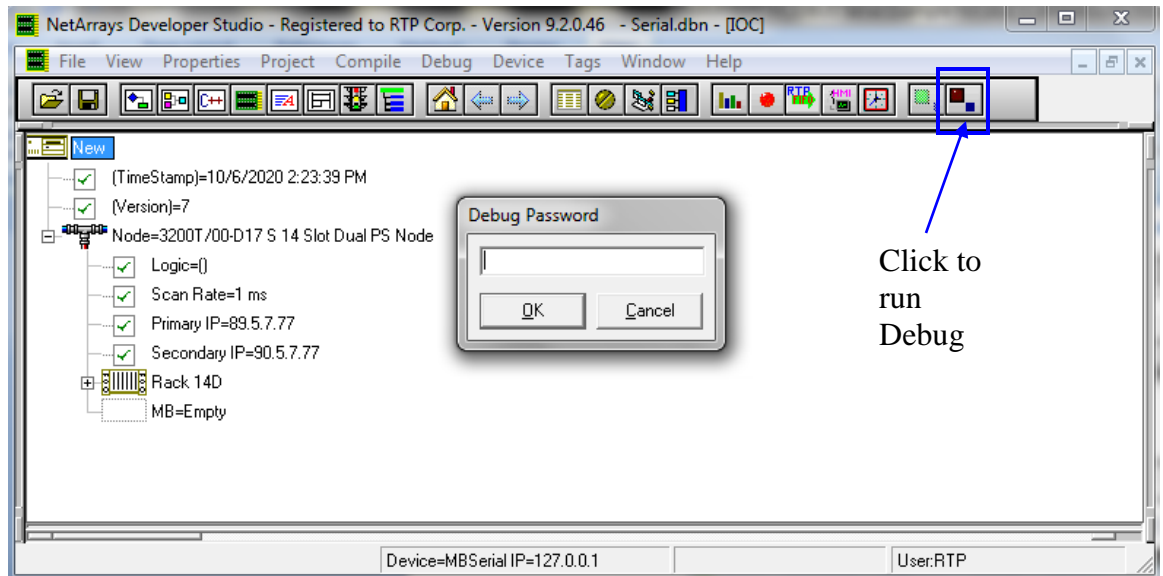 NetArrays Developer Studio - Registered to RTP Corp. - Version 9.2.0.46 - Serial.dbn - [IOC]
File View Properties Project Compile Debug Device Tags Window Help
C++
RTP
HMI
New
(TimeStamp)=10/6/2020 2:23:39 PM
(Version)=7
Node=3200T/00-D17 S 14 Slot Dual PS Node
Logic=()
Scan Rate=1 ms
Primary IP=89.5.7.77
Secondary IP=90.5.7.77
Rack 14D
MB=Empty
Debug Password
OK Cancel
Click to
run
Debug
Device=MBSerial IP=127.0.0.1
User:RTP